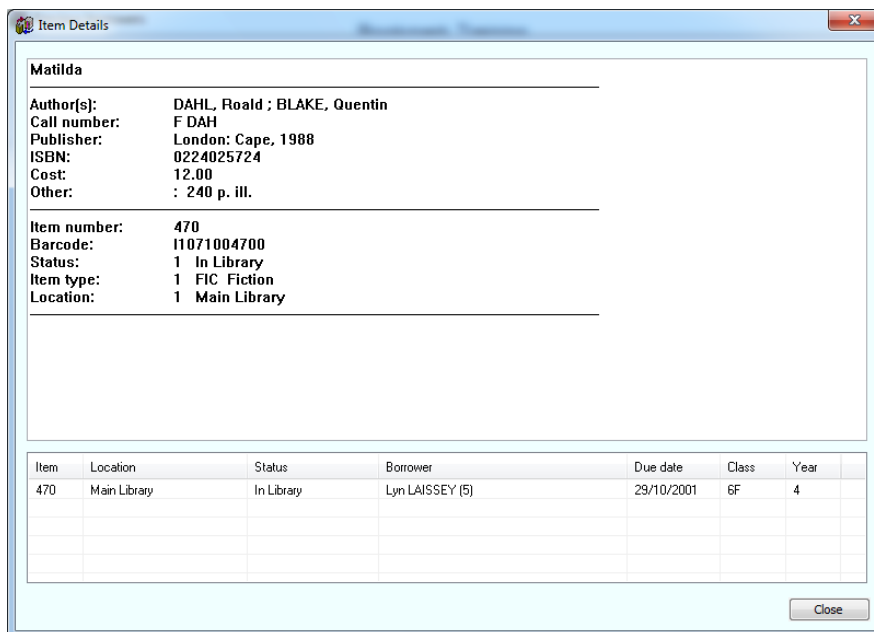 Item Details
Matilda
Author(s): DAHL, Roald ; BLAKE, Quentin
Call number: F DAH
Publisher: London: Cape, 1988
ISBN: 0224025724
Cost: 12.00
Other: : 240 p. ill.
Item number: 470
Barcode: I1071004700
Status: 1 In Library
Item type: 1 FIC Fiction
Location: 1 Main Library
Item Location Status Borrower Due date Class Year
470 Main Library In Library Lyn LAISSEY (5) 29/10/2001 6F 4
Close